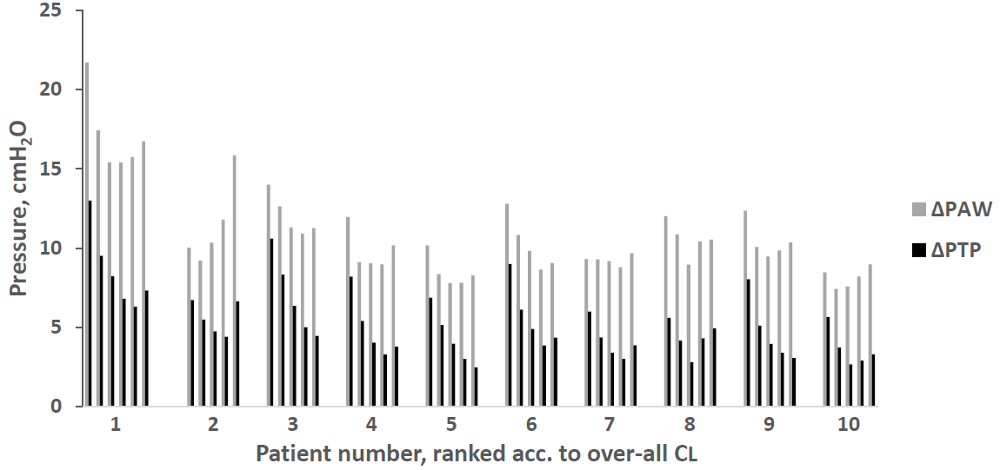 25
20
15
10
5
0
Pressure, cmH₂O
1 2 3 4 5 6 7 8 9 10
Patient number, ranked acc. to over-all CL
ΔPAW
ΔPTP